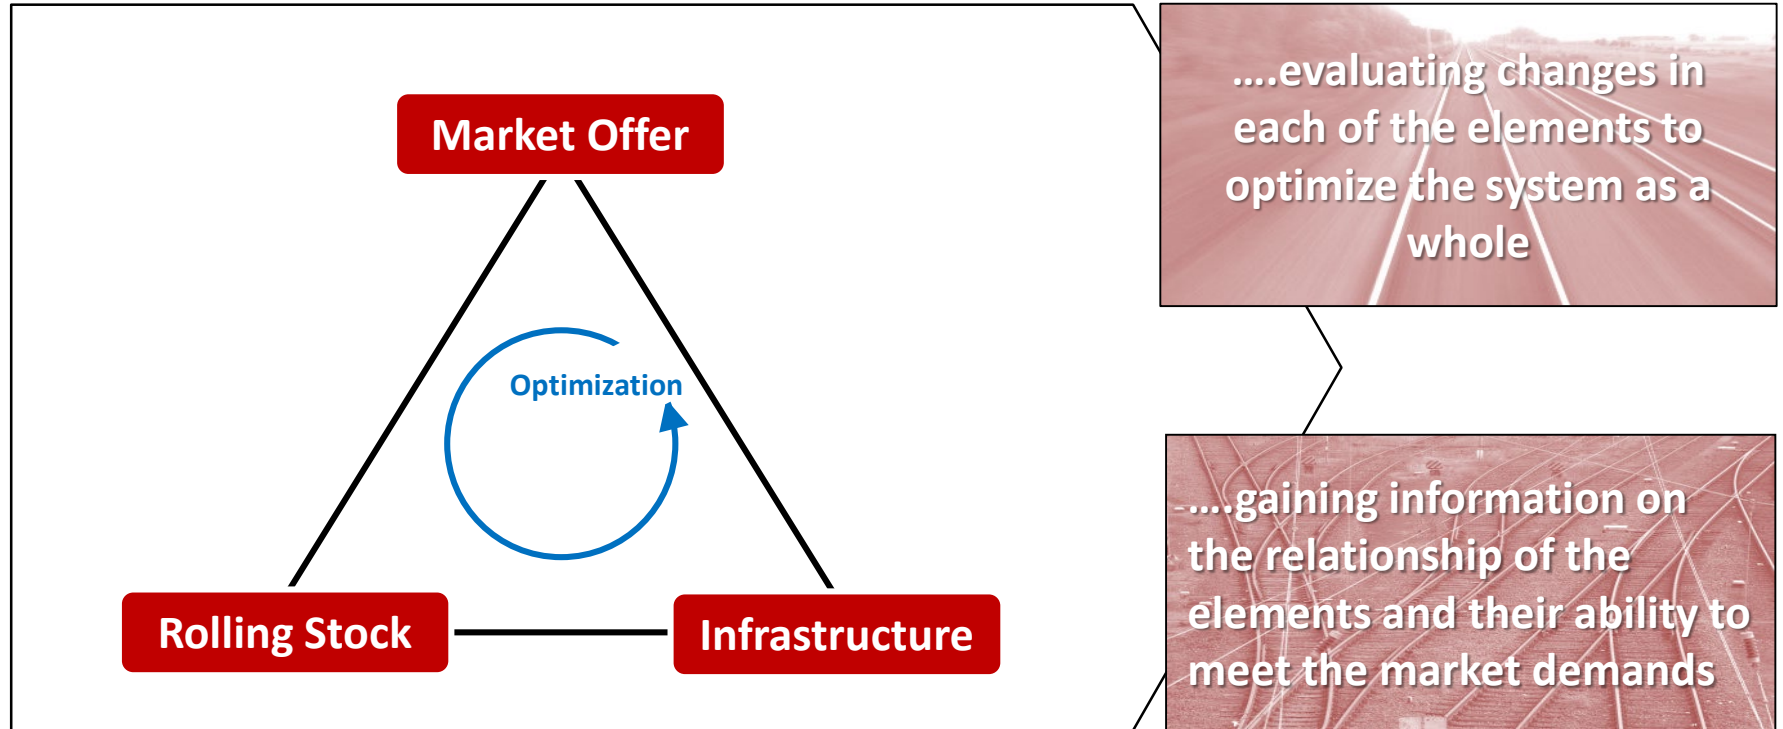 Market Offer
Optimization
Rolling Stock
Infrastructure
....evaluating changes in
each of the elements to
optimize the system as a
whole
....gaining information on
the relationship of the
elements and their ability to
meet the market demands